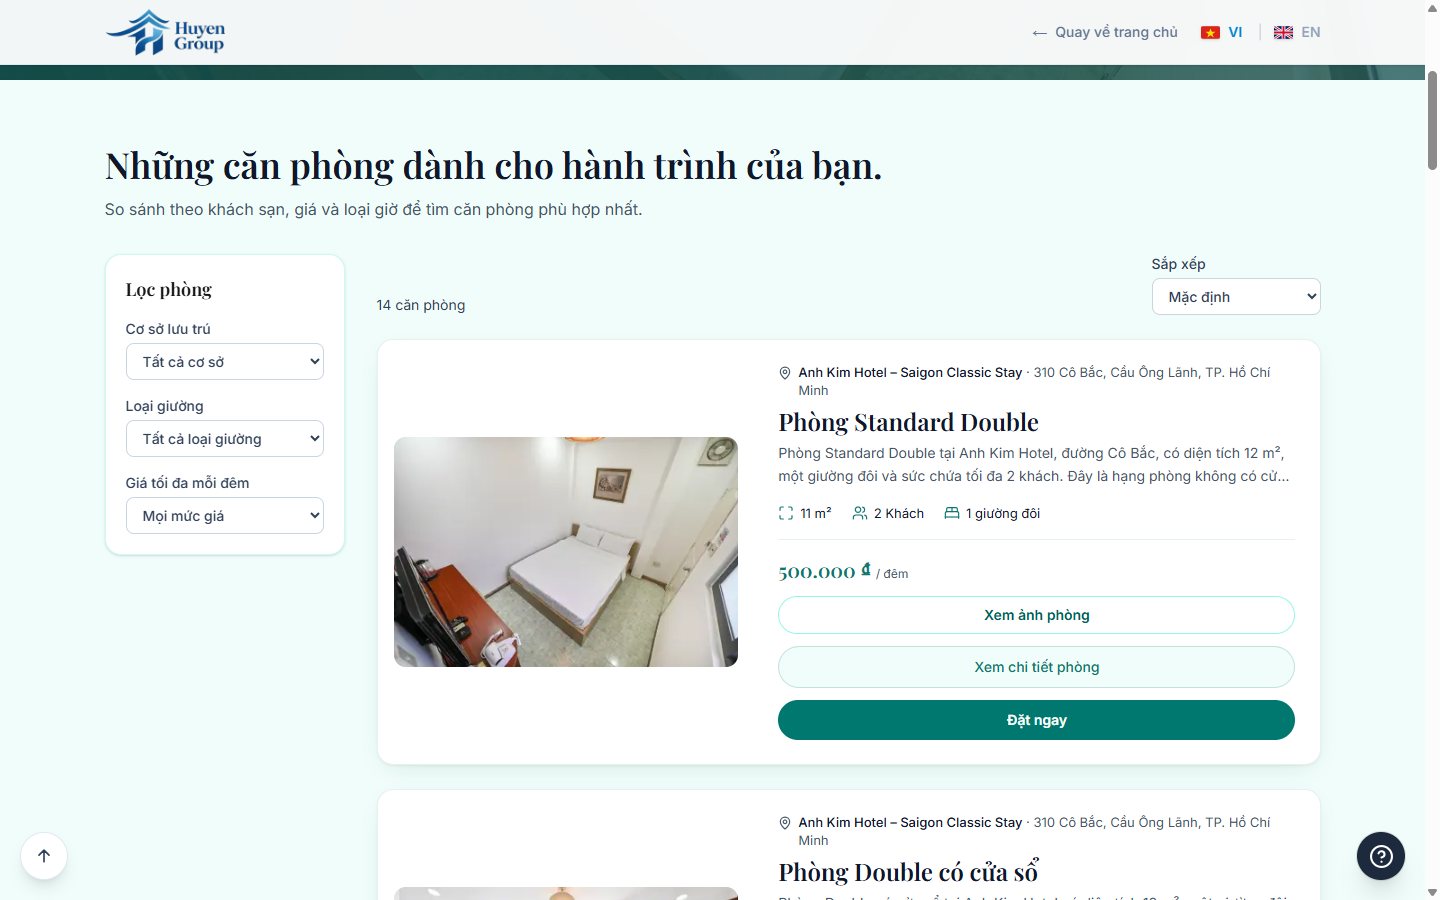 Huyen
Group
← Quay về trang chủ
VI
EN
Những căn phòng dành cho hành trình của bạn.
So sánh theo khách sạn, giá và loại giờ để tìm căn phòng phù hợp nhất.
Lọc phòng
Cơ sở lưu trú
Tất cả cơ sở
Loại giường
Tất cả loại giường
Giá tối đa mỗi đêm
Mọi mức giá
14 căn phòng
Sắp xếp
Mặc định
Anh Kim Hotel – Saigon Classic Stay · 310 Cô Bắc, Cầu Ông Lãnh, TP. Hồ Chí
Minh
Phòng Standard Double
Phòng Standard Double tại Anh Kim Hotel, đường Cô Bắc, có diện tích 12 m²,
một giường đôi và sức chứa tối đa 2 khách. Đây là hạng phòng không có cử...
11 m²
2 Khách
1 giường đôi
500.000 ₫ / đêm
Xem ảnh phòng
Xem chi tiết phòng
Đặt ngay
Anh Kim Hotel – Saigon Classic Stay · 310 Cô Bắc, Cầu Ông Lãnh, TP. Hồ Chí
Minh
Phòng Double có cửa sổ